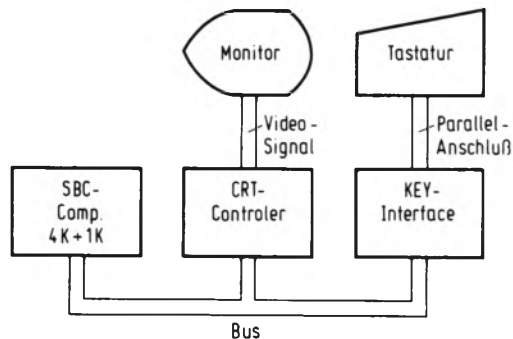 Monitor
Tastatur
Video-
Signal
Parallel-
Anschluß
SBC-
Comp.
4K+1K
CRT-
Controler
KEY-
Interface
Bus